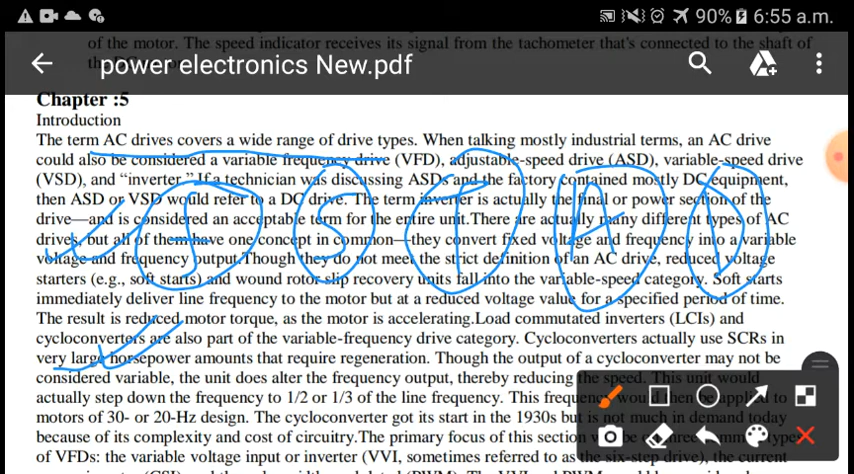 90% 6:55 a.m.
of the motor. The speed indicator receives its signal from the tachometer that's connected to the shaft of
power electronics New.pdf
Chapter :5
Introduction
The term AC drives covers a wide range of drive types. When talking mostly industrial terms, an AC drive
could also be considered a variable frequency drive (VFD), adjustable-speed drive (ASD), variable-speed drive
(VSD), and “inverter.” If a technician was discussing ASDs and the factory contained mostly DC equipment,
then ASD or VSD would refer to a DC drive. The term inverter is actually the final or power section of the
drive—and is considered an acceptable term for the entire unit.There are actually many different types of AC
drives, but all of them have one concept in common—they convert fixed voltage and frequency into a variable
voltage and frequency output.Though they do not meet the strict definition of an AC drive, reduced voltage
starters (e.g., soft starts) and wound rotor slip recovery units fall into the variable-speed category. Soft starts
immediately deliver line frequency to the motor but at a reduced voltage value for a specified period of time.
The result is reduced motor torque, as the motor is accelerating.Load commutated inverters (LCIs) and
cycloconverters are also part of the variable-frequency drive category. Cycloconverters actually use SCRs in
very large horsepower amounts that require regeneration. Though the output of a cycloconverter may not be
considered variable, the unit does alter the frequency output, thereby reducing the speed. This unit would
actually step down the frequency to 1/2 or 1/3 of the line frequency. This frequency would then be applied to
motors of 30- or 20-Hz design. The cycloconverter got its start in the 1930s but is not much in demand today
because of its complexity and cost of circuitry.The primary focus of this section
of VFDs: the variable voltage input or inverter (VVI, sometimes referred to as the six-step drive), the current
S S T A D